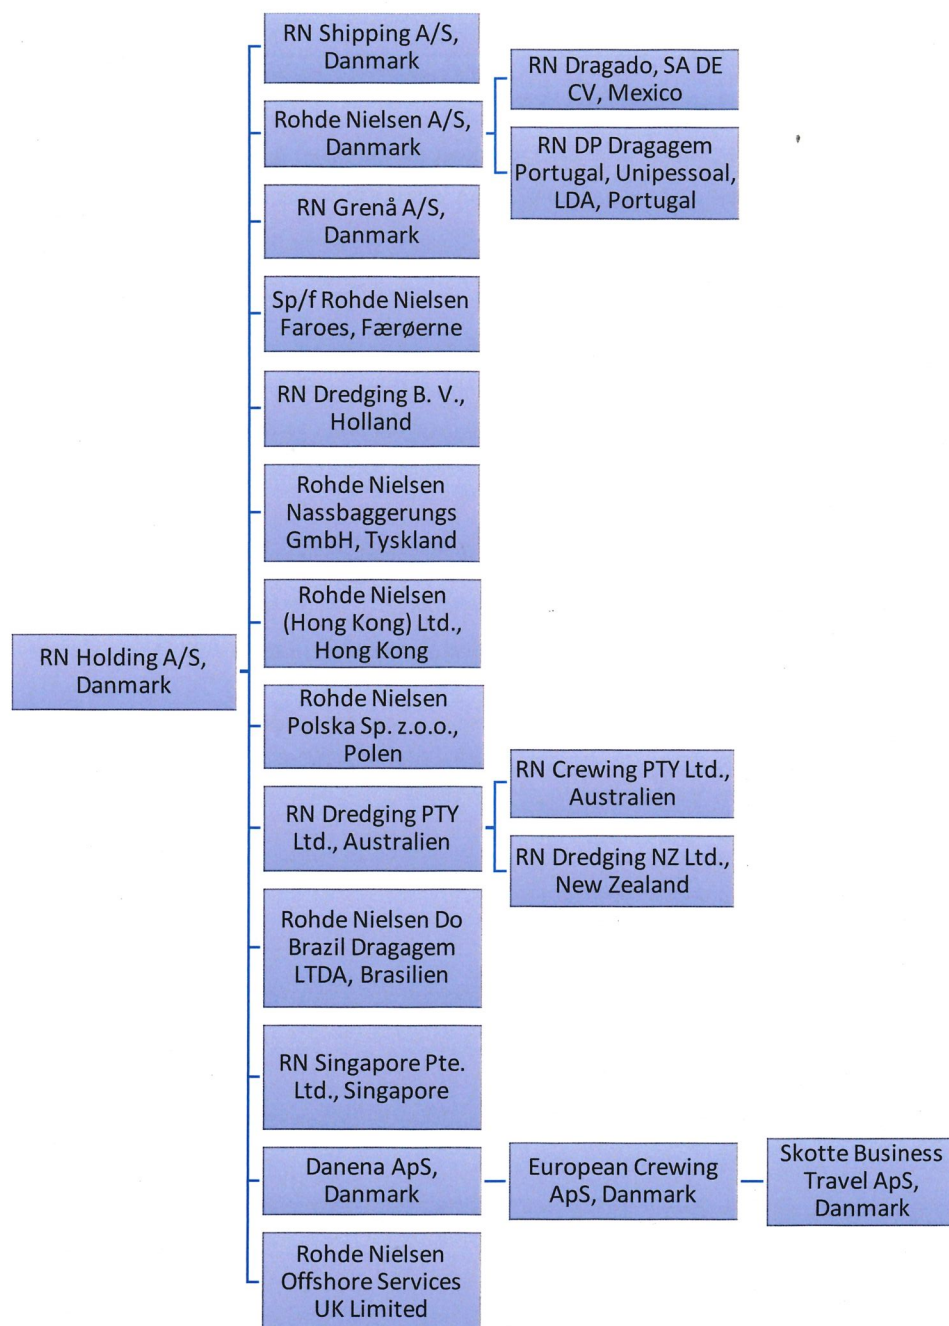 RN Holding A/S,
Danmark
RN Shipping A/S,
Danmark
Rohde Nielsen A/S,
Danmark
RN Dragado, SA DE
CV, Mexico
RN DP Dragagem
Portugal, Unipessoal,
LDA, Portugal
RN Grenå A/S,
Danmark
Sp/f Rohde Nielsen
Faroes, Færøerne
RN Dredging B. V.,
Holland
Rohde Nielsen
Nassbaggerungs
GmbH, Tyskland
Rohde Nielsen
(Hong Kong) Ltd.,
Hong Kong
Rohde Nielsen
Polska Sp. z.o.o.,
Polen
RN Dredging PTY
Ltd., Australien
RN Crewing PTY Ltd.,
Australien
RN Dredging NZ Ltd.,
New Zealand
Rohde Nielsen Do
Brazil Dragagem
LTDA, Brasilien
RN Singapore Pte.
Ltd., Singapore
Danena ApS,
Danmark
European Crewing
ApS, Danmark
Skotte Business
Travel ApS,
Danmark
Rohde Nielsen
Offshore Services
UK Limited